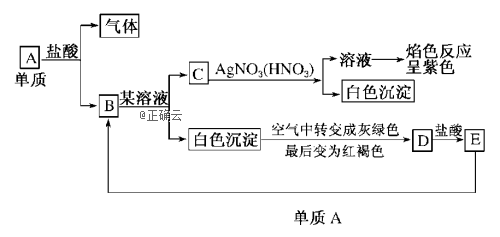 气体
A
盐酸
单质
B
某溶液
@正确云
C
AgNO₃(HNO₃)
溶液
焰色反应
呈紫色
白色沉淀
白色沉淀
空气中转变成灰绿色
最后变为红褐色
D
盐酸
E
单质 A